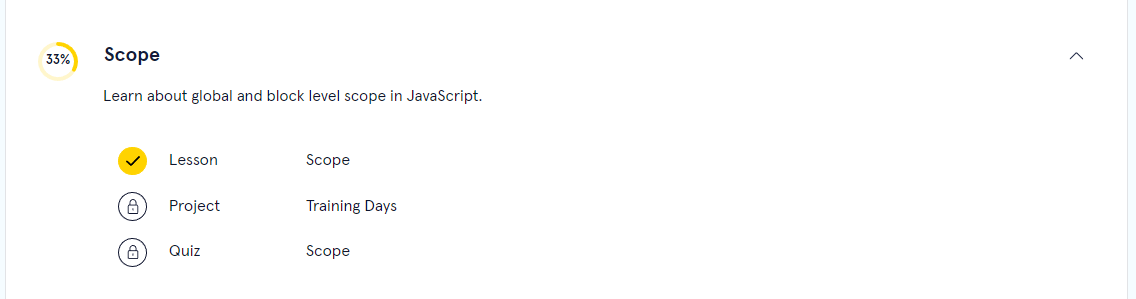 33%
Scope
Learn about global and block level scope in JavaScript.
Lesson Scope
Project Training Days
Quiz Scope